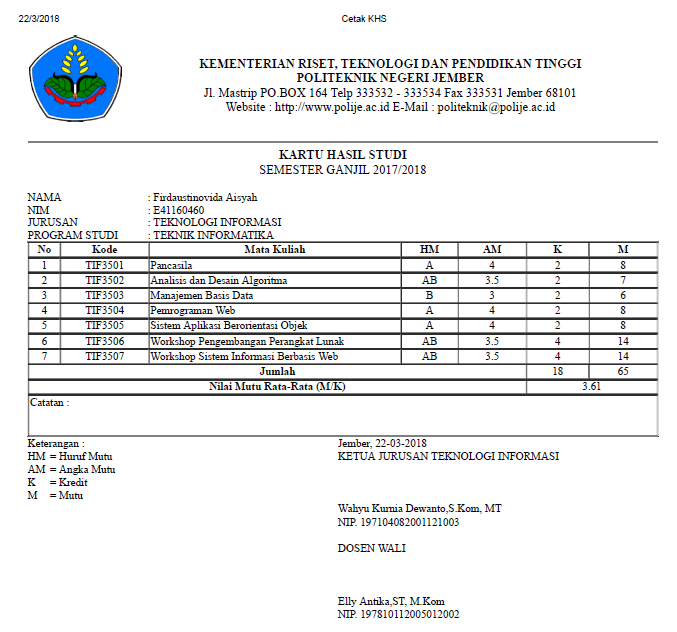 22/3/2018 Cetak KHS
KEMENTERIAN RISET, TEKNOLOGI DAN PENDIDIKAN TINGGI
POLITEKNIK NEGERI JEMBER
Jl. Mastrip PO.BOX 164 Telp 333532 - 333534 Fax 333531 Jember 68101
Website : http://www.polije.ac.id E-Mail : politeknik@polije.ac.id
KARTU HASIL STUDI
SEMESTER GANJIL 2017/2018
NAMA : Firdaustinovida Aisyah
NIM : E41160460
JURUSAN : TEKNOLOGI INFORMASI
PROGRAM STUDI : TEKNIK INFORMATIKA
No Kode Mata Kuliah HM AM K M
1 TIF3501 Pancasila A 4 2 8
2 TIF3502 Analisis dan Desain Algoritma AB 3.5 2 7
3 TIF3503 Manajemen Basis Data B 3 2 6
4 TIF3504 Pemrograman Web A 4 2 8
5 TIF3505 Sistem Aplikasi Berorientasi Objek A 4 2 8
6 TIF3506 Workshop Pengembangan Perangkat Lunak AB 3.5 4 14
7 TIF3507 Workshop Sistem Informasi Berbasis Web AB 3.5 4 14
Jumlah 18 65
Nilai Mutu Rata-Rata (M/K) 3.61
Catatan :
Keterangan :
HM = Huruf Mutu
AM = Angka Mutu
K = Kredit
M = Mutu
Jember, 22-03-2018
KETUA JURUSAN TEKNOLOGI INFORMASI
Wahyu Kurnia Dewanto,S.Kom, MT
NIP. 197104082001121003
DOSEN WALI
Elly Antika,ST, M.Kom
NIP. 197810112005012002